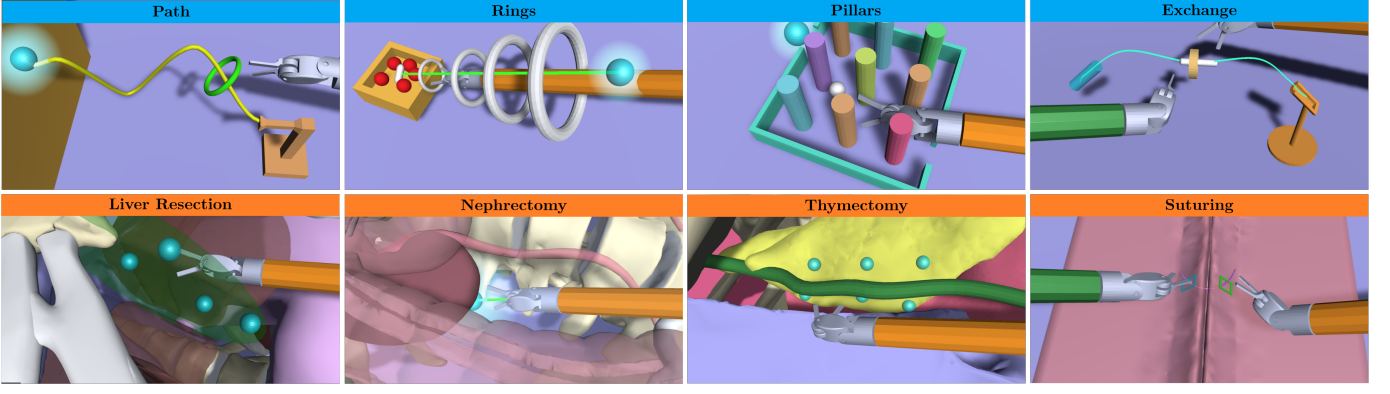 Path
Rings
Pillars
Exchange
Liver Resection
Nephrectomy
Thymectomy
Suturing